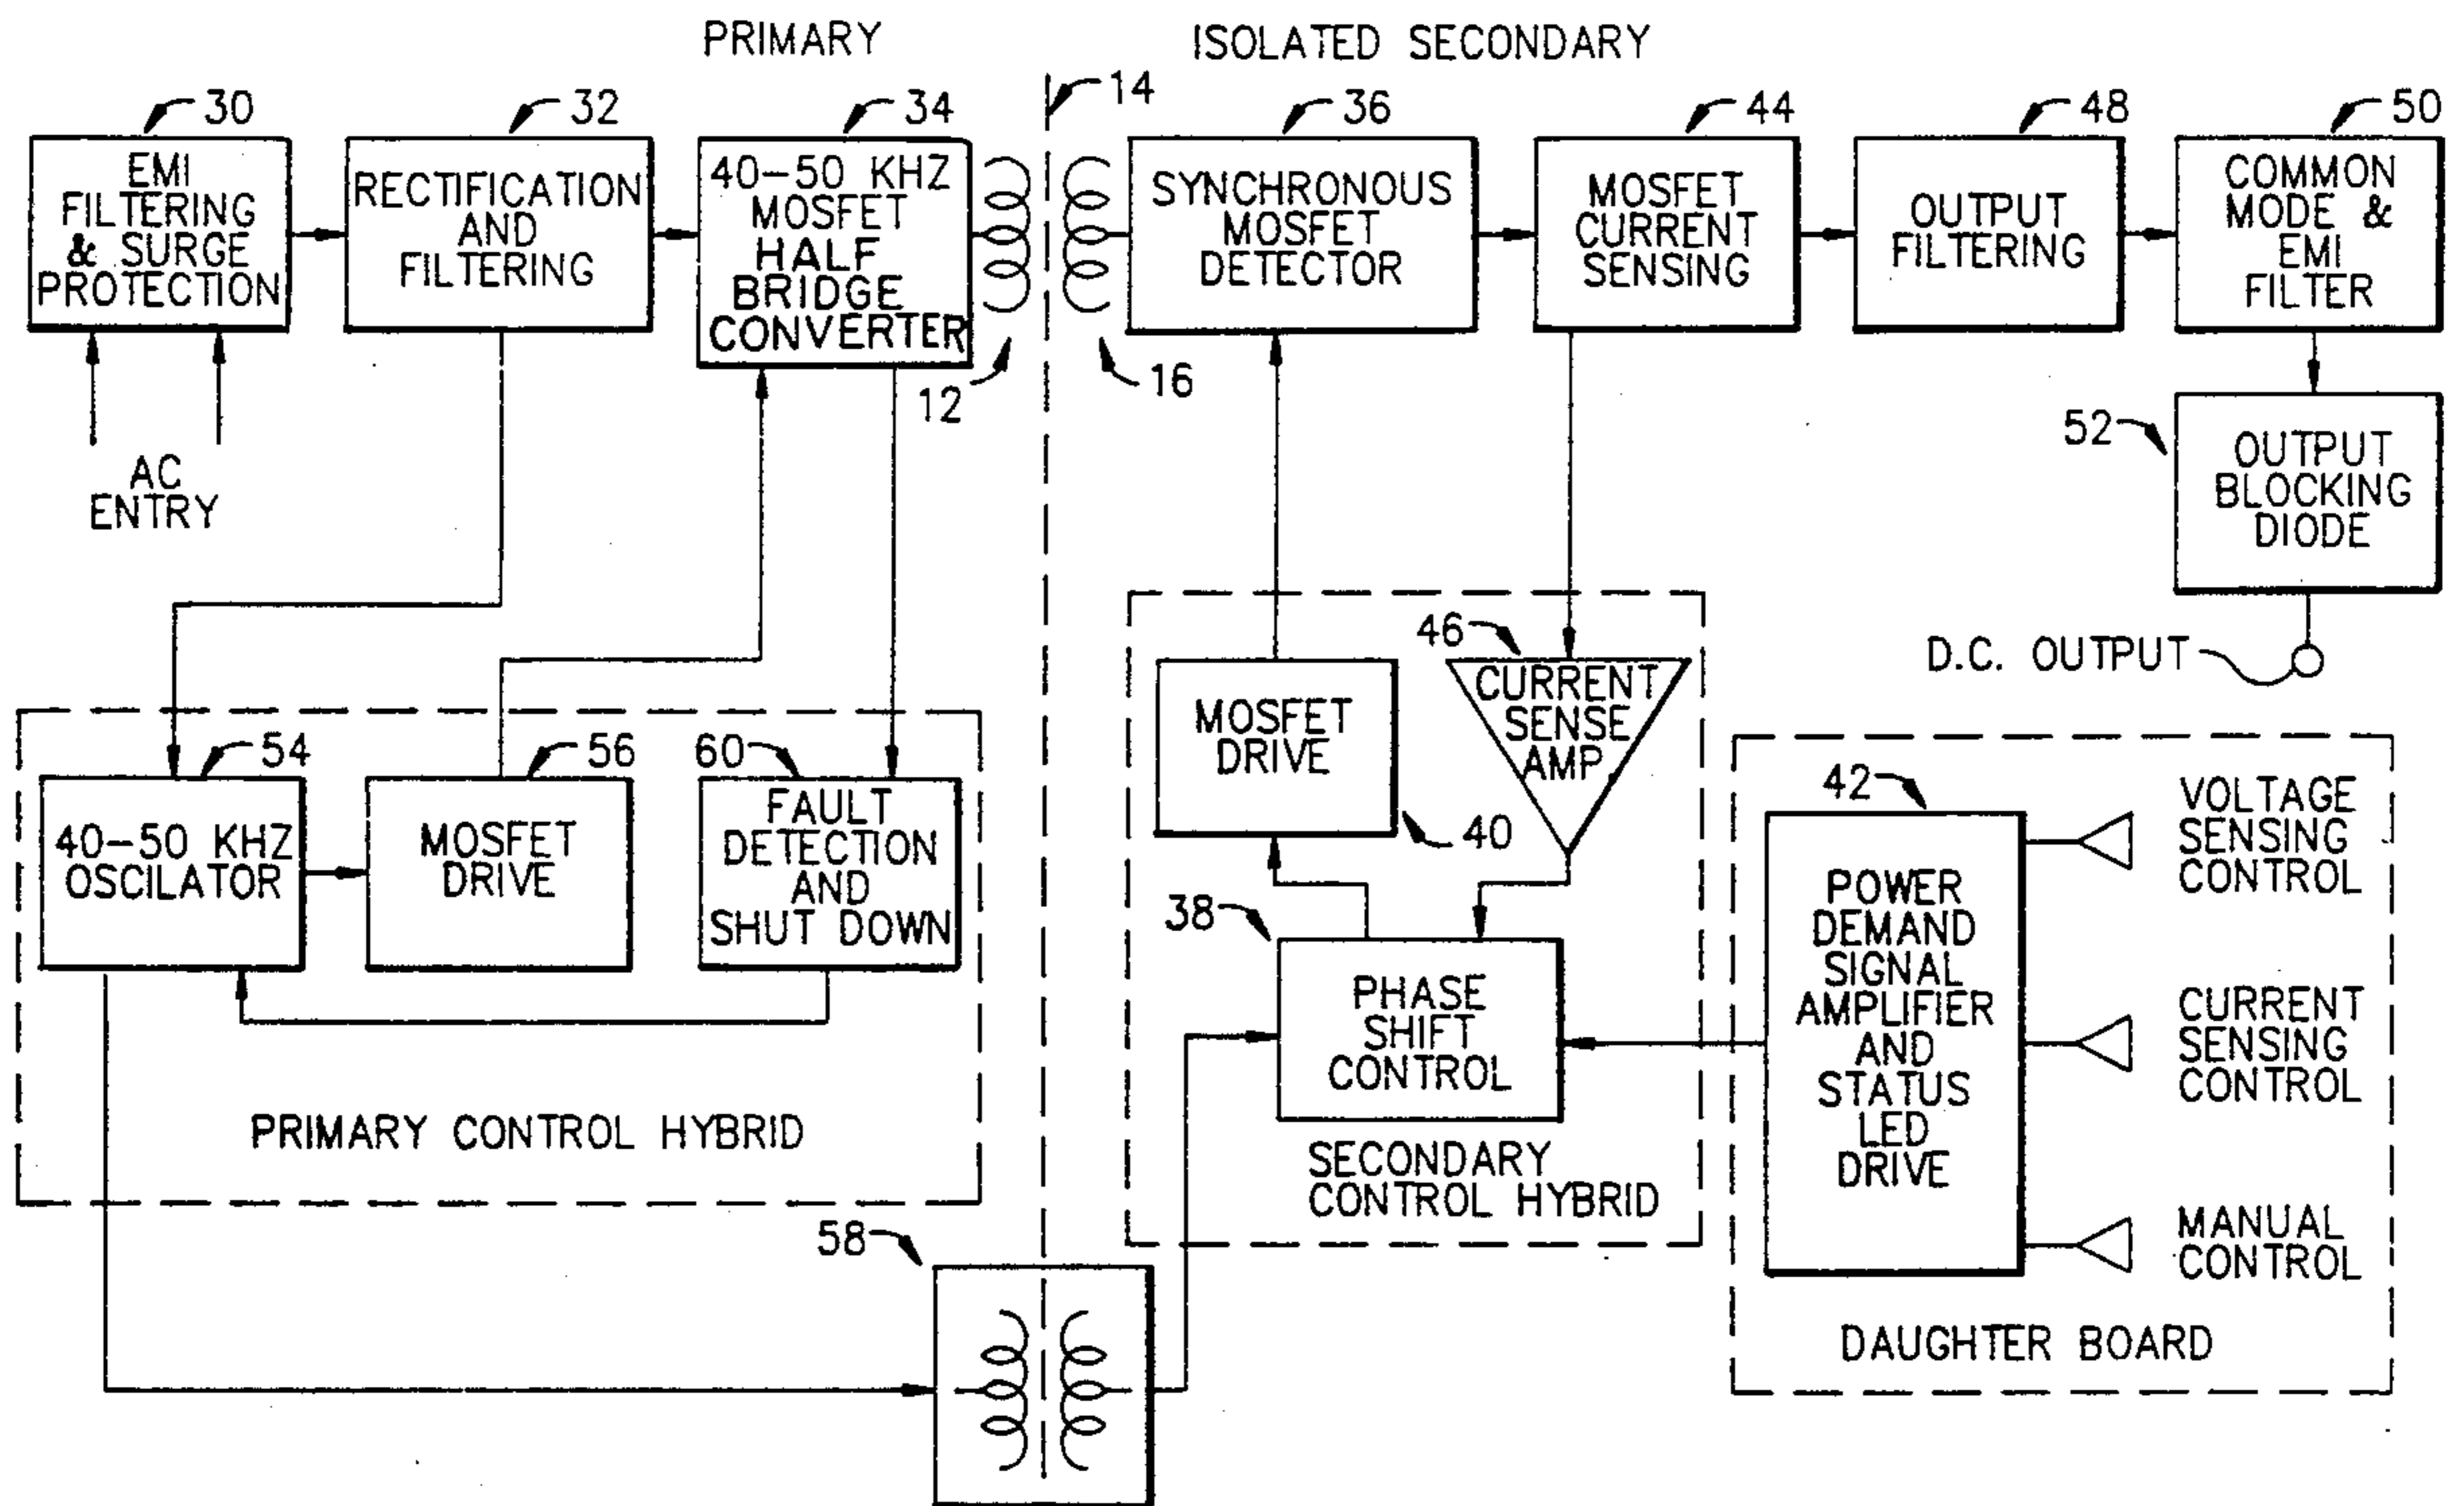 PRIMARY
ISOLATED SECONDARY
30
32
34
14
36
44
48
50
EMI
FILTERING
& SURGE
PROTECTION
RECTIFICATION
AND
FILTERING
40-50 KHZ
MOSFET
HALF
BRIDGE
CONVERTER
SYNCHRONOUS
MOSFET
DETECTOR
MOSFET
CURRENT
SENSING
OUTPUT
FILTERING
COMMON
MODE &
EMI
FILTER
12
16
AC
ENTRY
52
OUTPUT
BLOCKING
DIODE
D.C. OUTPUT
54
56
60
40-50 KHZ
OSCILATOR
MOSFET
DRIVE
FAULT
DETECTION
AND
SHUT DOWN
PRIMARY CONTROL HYBRID
46
MOSFET
DRIVE
CURRENT
SENSE
AMP
40
38
PHASE
SHIFT
CONTROL
SECONDARY
CONTROL HYBRID
42
POWER
DEMAND
SIGNAL
AMPLIFIER
AND
STATUS
LED
DRIVE
VOLTAGE
SENSING
CONTROL
CURRENT
SENSING
CONTROL
MANUAL
CONTROL
DAUGHTER BOARD
58